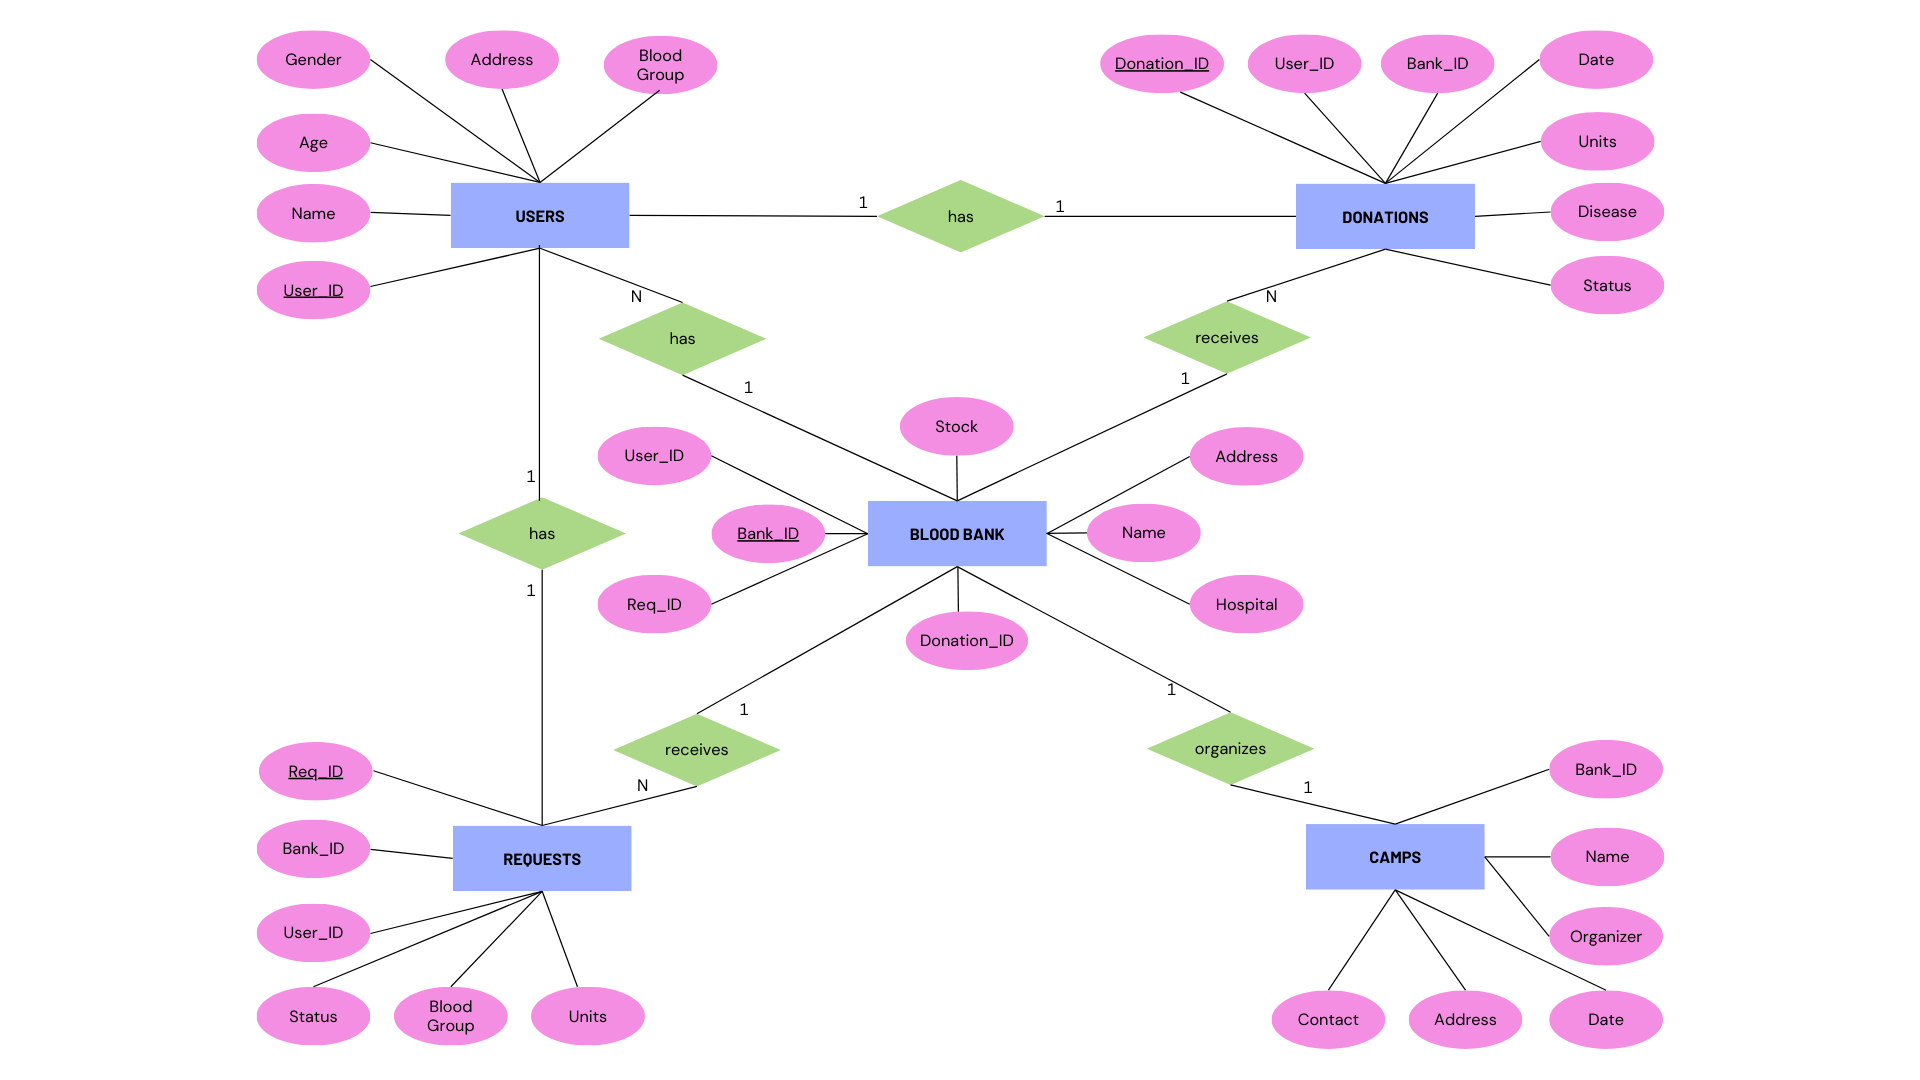 Gender
Address
Blood
Group
Donation_ID
User_ID
Bank_ID
Date
Age
Units
Name
USERS
1
has
1
DONATIONS
Disease
User_ID
N
has
1
N
receives
1
Status
Stock
User_ID
Address
1
has
1
Bank_ID
BLOOD BANK
Name
Req_ID
Hospital
Donation_ID
1
receives
N
1
organizes
1
Req_ID
Bank_ID
Bank_ID
REQUESTS
CAMPS
Name
User_ID
Organizer
Status
Blood
Group
Units
Contact
Address
Date